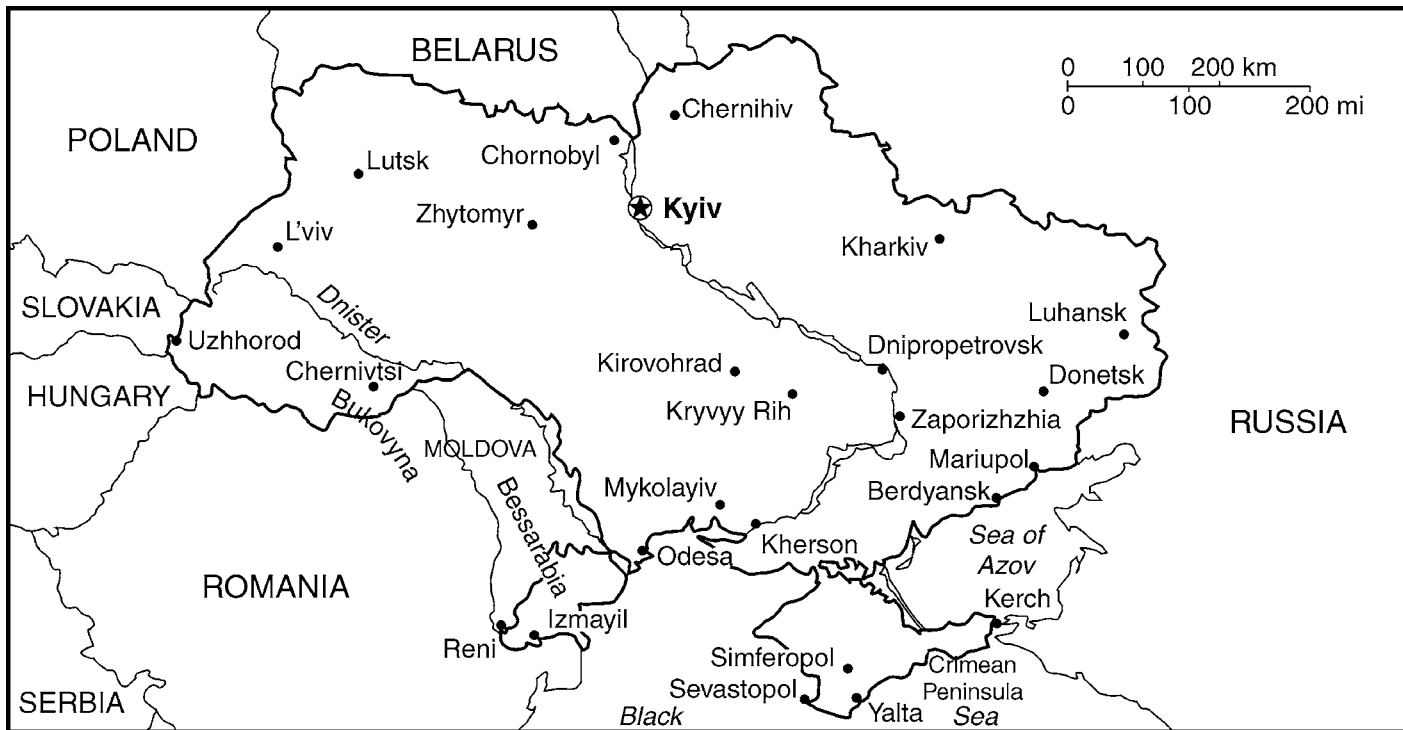 BELARUS
0 100 200 km
0 100 200 mi
Chernihiv
POLAND
Chornobyl
Lutsk
Kyiv
Zhytomyr
L'viv
Kharkiv
SLOVAKIA
Dnister
Luhansk
Uzhhorod
Dnipropetrovsk
Kirovohrad
Chernivtsi
Donetsk
HUNGARY
Bukovyna
Kryvyy Rih
Zaporizhzhia
RUSSIA
MOLDOVA
Mariupol
Bessarabia
Mykolayiv
Berdyansk
Sea of
Azov
Odesa
Kherson
ROMANIA
Kerch
Izmayil
Reni
Simferopol
Crimean
Peninsula
Sevastopol
SERBIA
Yalta
Black
Sea